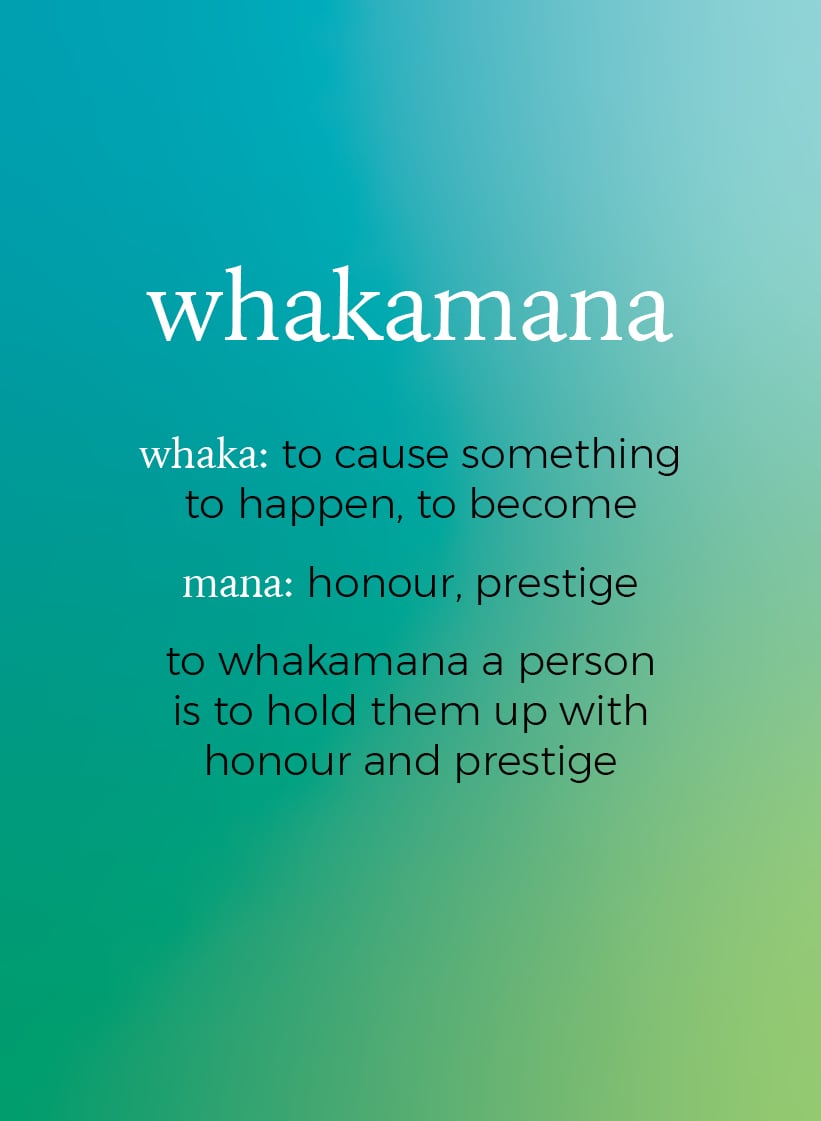 whakamana
whaka: to cause something
to happen, to become
mana: honour, prestige
to whakamana a person
is to hold them up with
honour and prestige